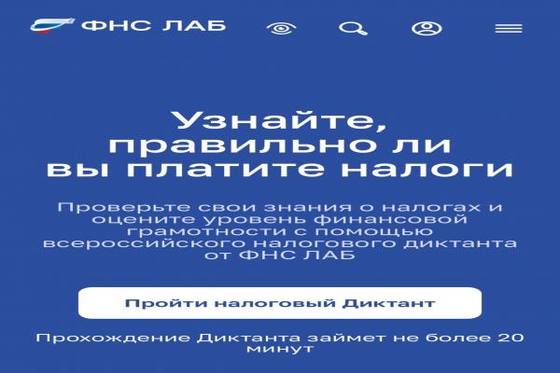 ФНС ЛАБ
Узнайте,
правильно ли
вы платите налоги
Проверьте свои знания о налогах и
оцените уровень финансовой
грамотности с помощью
всероссийского налогового диктанта
от ФНС ЛАБ
Пройти налоговый Диктант
Прохождение Диктанта займет не более 20
минут